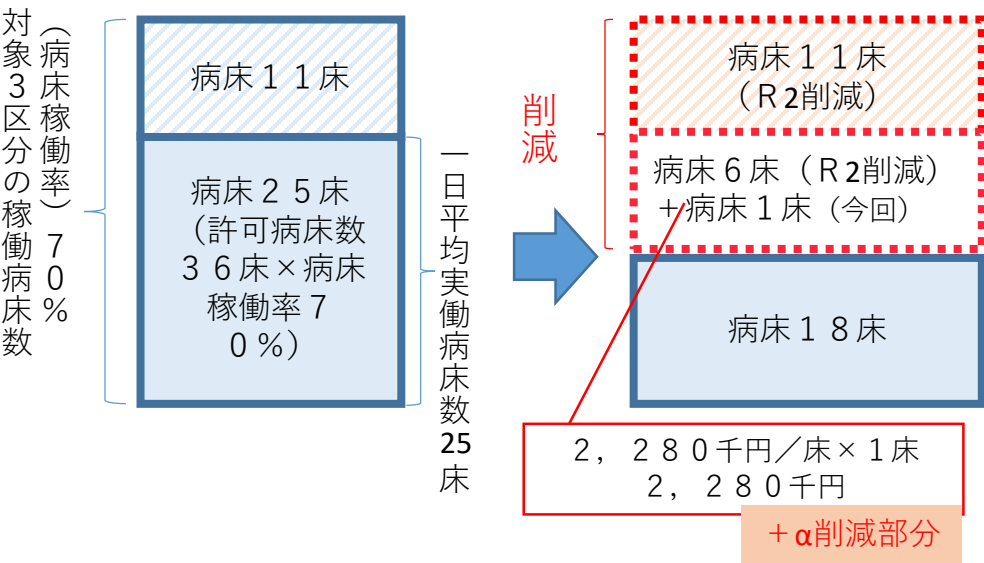 対象３区分の稼働病床数
（病床稼働率）７０％
病床１１床
病床２５床
（許可病床数
３６床×病床
稼働率７
０％）
一日平均実働病床数25床
削減
病床１１床
（Ｒ2削減）
病床６床（Ｒ2削減）
＋病床１床（今回）
病床１８床
２，２８０千円／床×１床
２，２８０千円
＋α削減部分